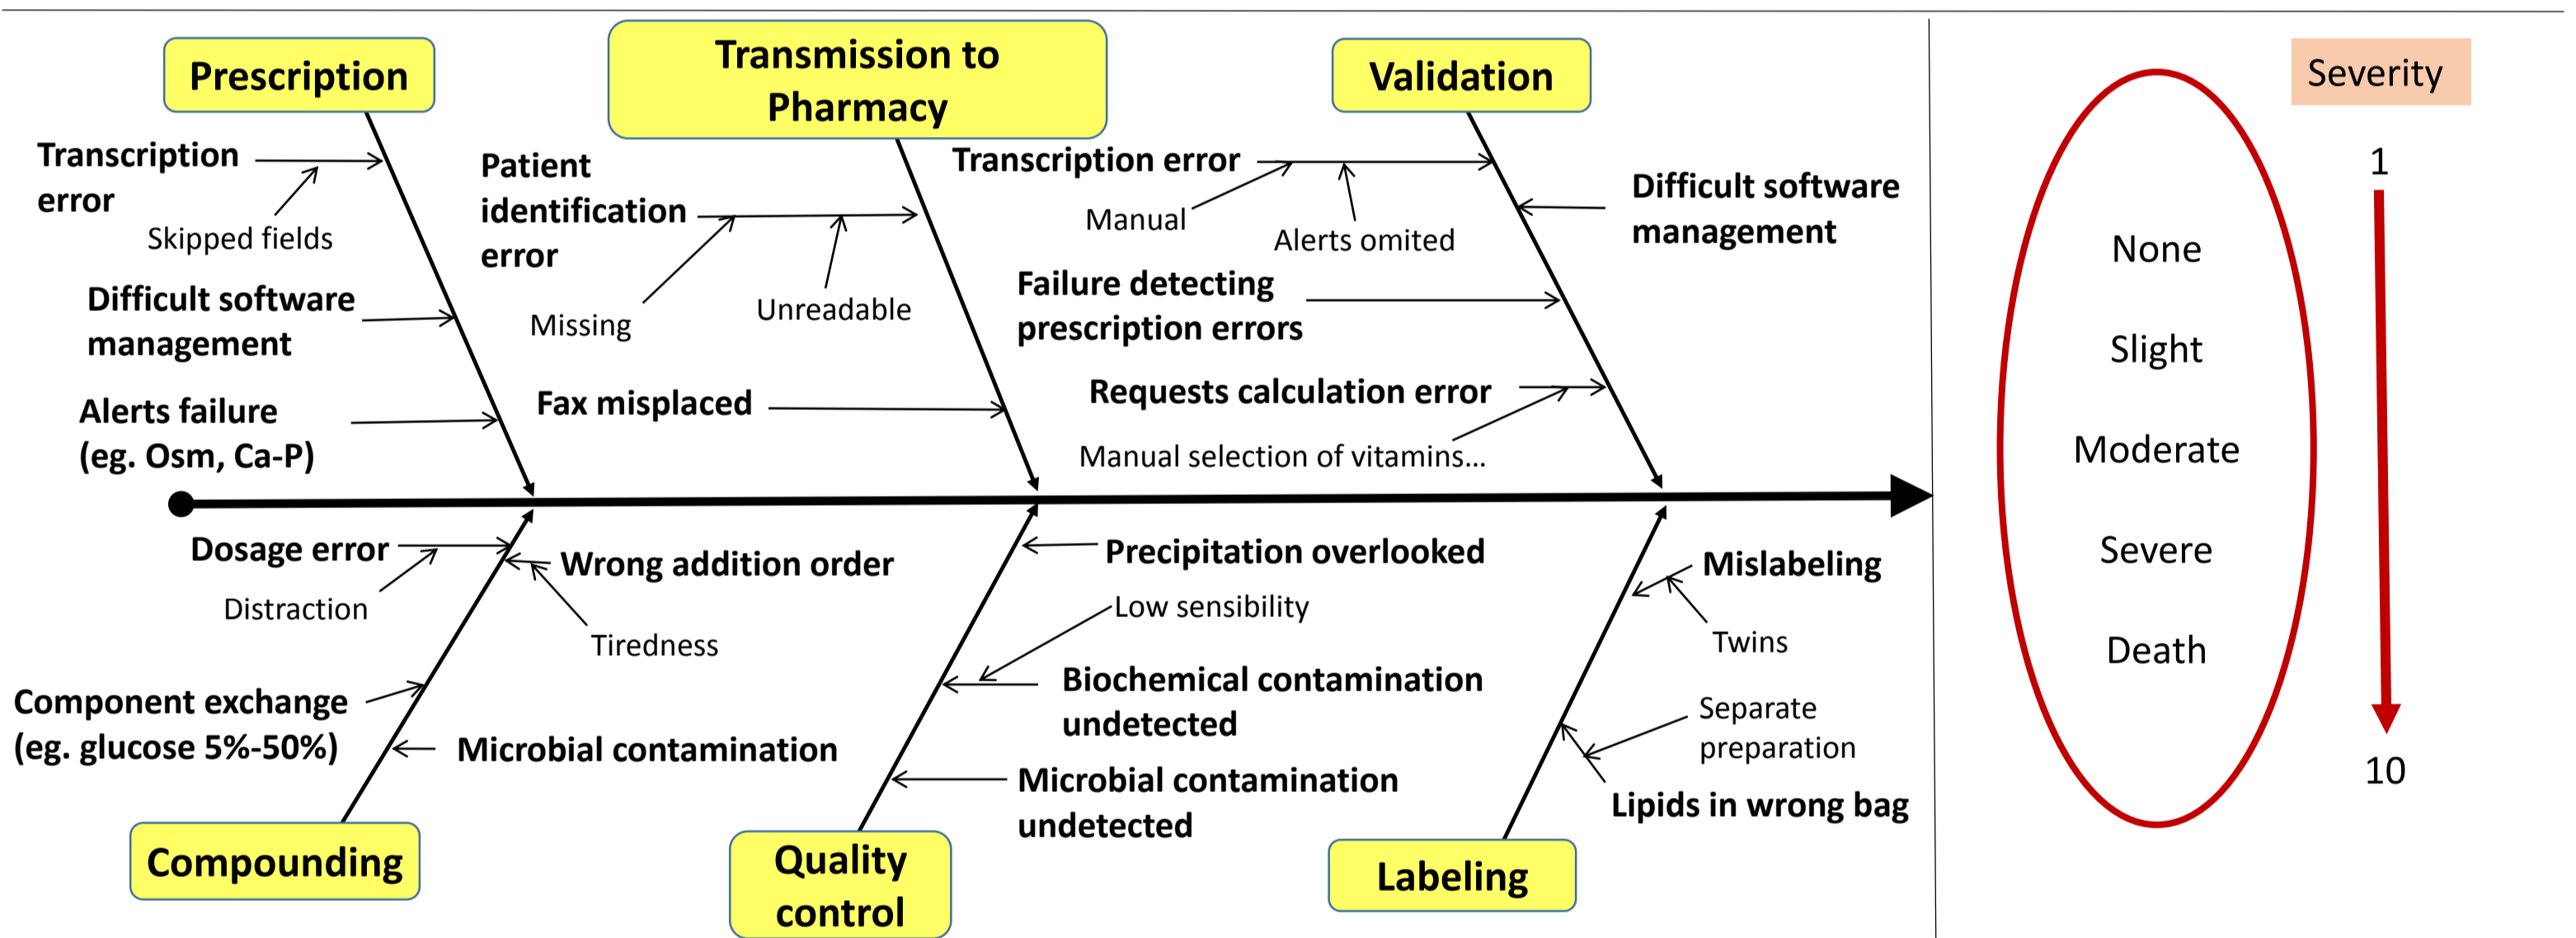 Prescription
Transmission to
Pharmacy
Validation
Severity
Transcription
error
Skipped fields
Difficult software
management
Alerts failure
(eg. Osm, Ca-P)
Patient
identification
error
Missing
Unreadable
Fax misplaced
Transcription error
Manual
Alerts omited
Difficult software
management
Failure detecting
prescription errors
Requests calculation error
Manual selection of vitamins...
Dosage error
Distraction
Wrong addition order
Tiredness
Component exchange
(eg. glucose 5%-50%)
Microbial contamination
Compounding
Precipitation overlooked
Low sensibility
Biochemical contamination
undetected
Microbial contamination
undetected
Quality
control
Mislabeling
Twins
Separate
preparation
Lipids in wrong bag
Labeling
None
Slight
Moderate
Severe
Death
1
10